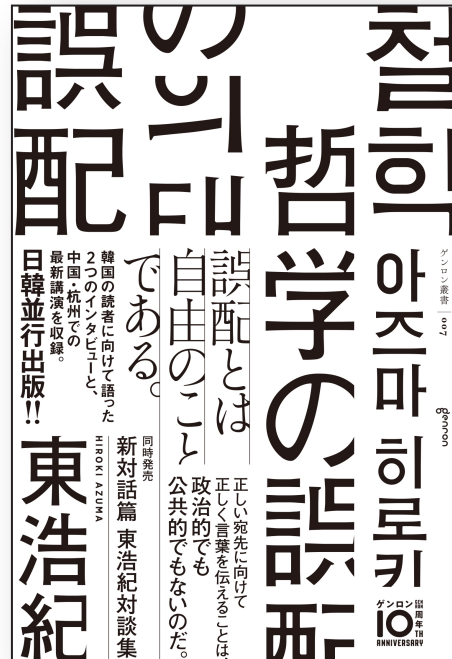 ゲンロン叢書
007
genron
철학
아즈마 히로키
ゲンロン
10周年
10TH
ANNIVERSARY
哲学の誤配
の
의
誤配
誤配とは
自由のこと
である。
韓国の読者に向けて語った
2つのインタビューと、
中国・杭州での
最新講演を収録。
日韓並行出版!!
正しい宛先に向けて
正しく言葉を伝えることは、
政治的でも
公共的でもないのだ。
同時発売
新対話篇 東浩紀対談集
HIROKI AZUMA
東浩紀